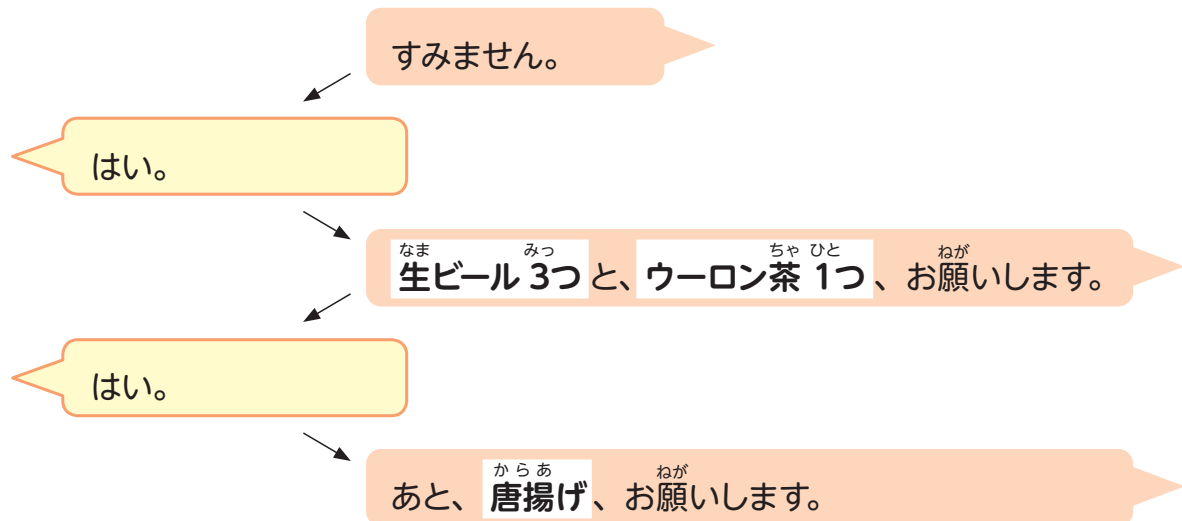 すみません。
はい。
なま みっ ちゃ ひと ねが
生ビール 3つ と、ウーロン茶 1つ 、お願いします。
はい。
からあ ねが
あと、唐揚げ、お願いします。